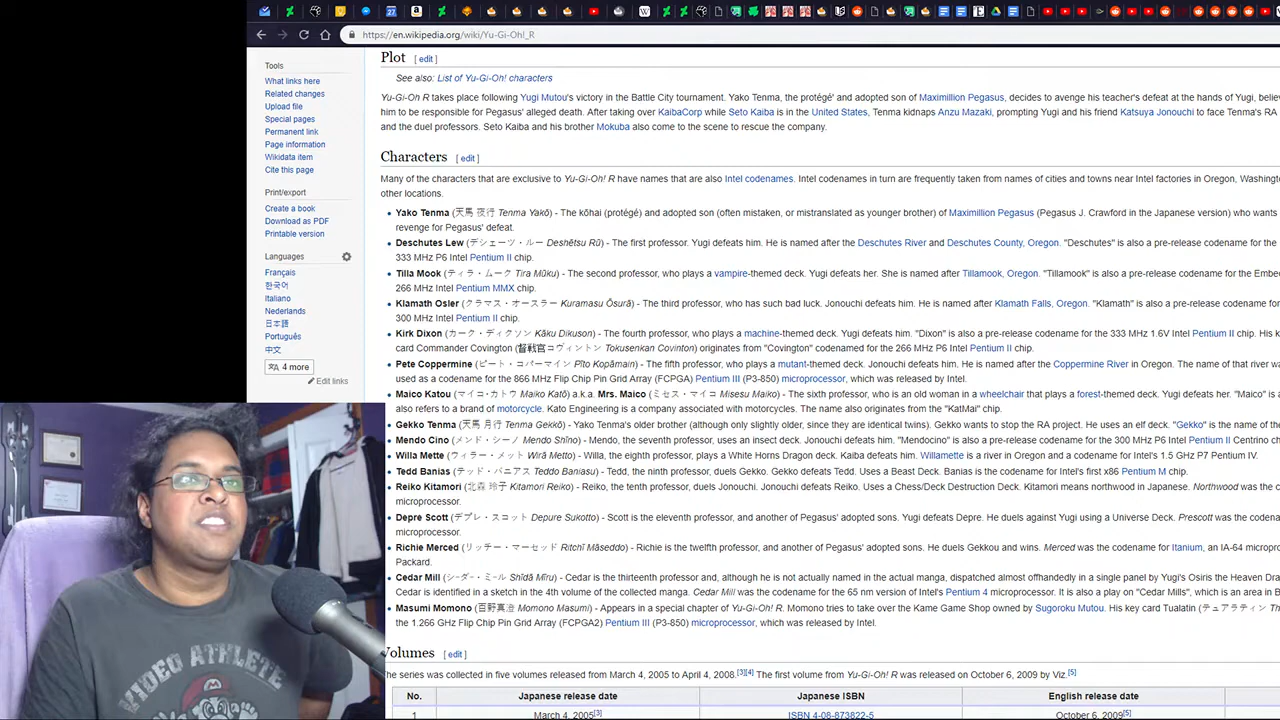 https://en.wikipedia.org/wiki/Yu-Gi-Oh!_R
Tools
What links here
Related changes
Upload file
Special pages
Permanent link
Page information
Wikidata item
Cite this page
Print/export
Create a book
Download as PDF
Printable version
Languages
Français
한국어
Italiano
Nederlands
日本語
Português
中文
4 more
Edit links
Plot [ edit ]
See also: List of Yu-Gi-Oh! characters
Yu-Gi-Oh R takes place following Yugi Mutou's victory in the Battle City tournament. Yako Tenma, the protégé' and adopted son of Maximillion Pegasus, decides to avenge his teacher's defeat at the hands of Yugi, believ
him to be responsible for Pegasus' alleged death. After taking over KaibaCorp while Seto Kaiba is in the United States, Tenma kidnaps Anzu Mazaki, prompting Yugi and his friend Katsuya Jonouchi to face Tenma's RA
and the duel professors. Seto Kaiba and his brother Mokuba also come to the scene to rescue the company.
Characters [ edit ]
Many of the characters that are exclusive to Yu-Gi-Oh! R have names that are also Intel codenames. Intel codenames in turn are frequently taken from names of cities and towns near Intel factories in Oregon, Washingto
other locations.
Yako Tenma (天馬 夜行 Tenma Yakō) - The kōhai (protégé) and adopted son (often mistaken, or mistranslated as younger brother) of Maximillion Pegasus (Pegasus J. Crawford in the Japanese version) who wants
revenge for Pegasus' defeat.
Deschutes Lew (デシェーツ・ルー Deshētsu Rū) - The first professor. Yugi defeats him. He is named after the Deschutes River and Deschutes County, Oregon. "Deschutes" is also a pre-release codename for the
333 MHz P6 Intel Pentium II chip.
Tilla Mook (ティラ・ムーク Tira Mūku) - The second professor, who plays a vampire-themed deck. Yugi defeats her. She is named after Tillamook, Oregon. "Tillamook" is also a pre-release codename for the Embe
266 MHz Intel Pentium MMX chip.
Klamath Osler (クラマス・オースラー Kuramasu Ōsurā) - The third professor, who has such bad luck. Jonouchi defeats him. He is named after Klamath Falls, Oregon. "Klamath" is also a pre-release codename fo
300 MHz Intel Pentium II chip.
Kirk Dixon (カーク・ディクソン Kāku Dikuson) - The fourth professor, who plays a machine-themed deck. Yugi defeats him. "Dixon" is also a pre-release codename for the 333 MHz 1.6V Intel Pentium II chip. His k
card Commander Covington (督戦官コヴィントン Tokusenkan Covinton) originates from "Covington" codenamed for the 266 MHz P6 Intel Pentium II chip.
Pete Coppermine (ピート・コパーマイン Pīto Kopāmain) - The fifth professor, who plays a mutant-themed deck. Jonouchi defeats him. He is named after the Coppermine River in Oregon. The name of that river wa
used as a codename for the 866 MHz Flip Chip Pin Grid Array (FCPGA) Pentium III (P3-850) microprocessor, which was released by Intel.
Maico Katou (マイコ・カトウ Maiko Katō) a.k.a. Mrs. Maico (ミセス・マイコ Misesu Maiko) - The sixth professor, who is an old woman in a wheelchair that plays a forest-themed deck. Yugi defeats her. "Maico" is a
also refers to a brand of motorcycle. Kato Engineering is a company associated with motorcycles. The name also originates from the "KatMai" chip.
Gekko Tenma (天馬 月行 Tenma Gekkō) - Yako Tenma's older brother (although only slightly older, since they are identical twins). Gekko wants to stop the RA project. He uses an elf deck. "Gekko" is the name of the
Mendo Cino (メンド・シーノ Mendo Shīno) - Mendo, the seventh professor, uses an insect deck. Jonouchi defeats him. "Mendocino" is also a pre-release codename for the 300 MHz P6 Intel Pentium II Centrino ch
Willa Mette (ウィラー・メット Wirā Metto) - Willa, the eighth professor, plays a White Horns Dragon deck. Kaiba defeats him. Willamette is a river in Oregon and a codename for Intel's 1.5 GHz P7 Pentium IV.
Tedd Banias (テッド・バニアス Teddo Baniasu) - Tedd, the ninth professor, duels Gekko. Gekko defeats Tedd. Uses a Beast Deck. Banias is the codename for Intel's first x86 Pentium M chip.
Reiko Kitamori (北森 玲子 Kitamori Reiko) - Reiko, the tenth professor, duels Jonouchi. Jonouchi defeats Reiko. Uses a Chess/Deck Destruction Deck. Kitamori means northwood in Japanese. Northwood was the c
microprocessor.
Depre Scott (デプレ・スコット Depure Sukotto) - Scott is the eleventh professor, and another of Pegasus' adopted sons. Yugi defeats Depre. He duels against Yugi using a Universe Deck. Prescott was the codena
microprocessor.
Richie Merced (リッチー・マーセッド Ritchī Māseddo) - Richie is the twelfth professor, and another of Pegasus' adopted sons. He duels Gekkou and wins. Merced was the codename for Itanium, an IA-64 micropro
Packard.
Cedar Mill (シーダー・ミール Shīdā Mīru) - Cedar is the thirteenth professor and, although he is not actually named in the actual manga, dispatched almost offhandedly in a single panel by Yugi's Osiris the Heaven Dra
Cedar is identified in a sketch in the 4th volume of the collected manga. Cedar Mill was the codename for the 65 nm version of Intel's Pentium 4 microprocessor. It is also a play on "Cedar Mills", which is an area in B
Masumi Momono (百野真澄 Momono Masumi) - Appears in a special chapter of Yu-Gi-Oh! R. Momono tries to take over the Kame Game Shop owned by Sugoroku Mutou. His key card Tualatin (テュアラティン Th
the 1.266 GHz Flip Chip Pin Grid Array (FCPGA2) Pentium III (P3-850) microprocessor, which was released by Intel.
Volumes [ edit ]
he series was collected in five volumes released from March 4, 2005 to April 4, 2008.[3][4] The first volume from Yu-Gi-Oh! R was released on October 6, 2009 by Viz.[5]
No. Japanese release date Japanese ISBN English release date
1 March 4, 2005[3] ISBN 4-08-873822-5 October 6, 2009[5]
VIDEO ATHLETE